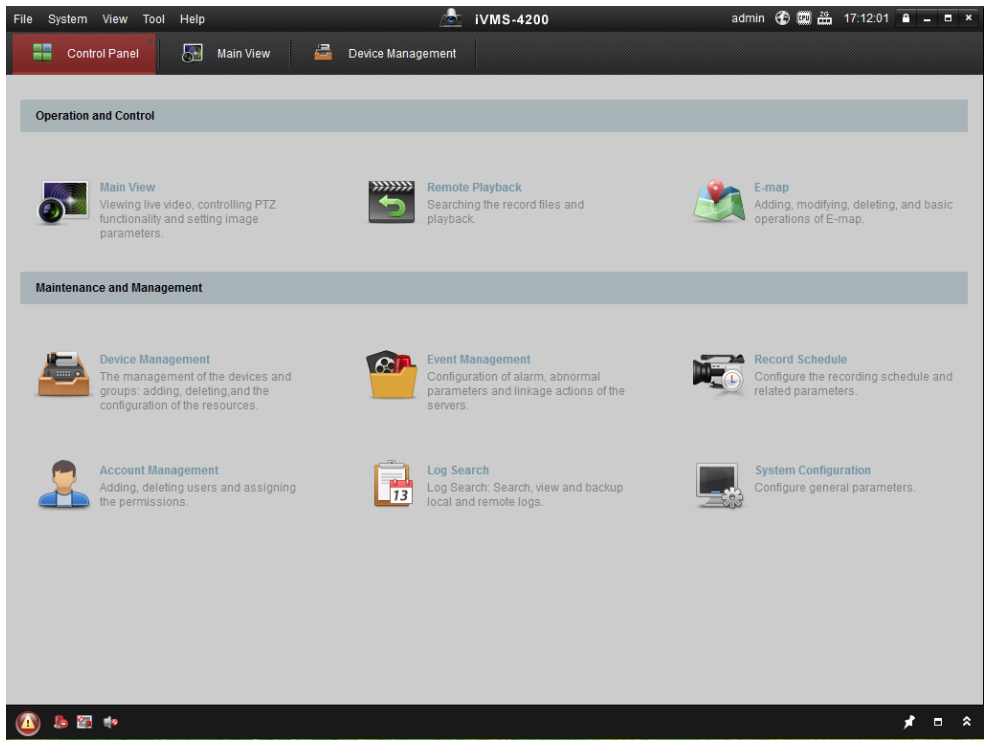 File System View Tool Help iVMS-4200 admin CPU 17:12:01
Control Panel Main View Device Management
Operation and Control
Main View
Viewing live video, controlling PTZ
functionality and setting image
parameters.
Remote Playback
Searching the record files and
playback.
E-map
Adding, modifying, deleting, and basic
operations of E-map.
Maintenance and Management
Device Management
The management of the devices and
groups: adding, deleting,and the
configuration of the resources.
Event Management
Configuration of alarm, abnormal
parameters and linkage actions of the
servers.
Record Schedule
Configure the recording schedule and
related parameters.
Account Management
Adding, deleting users and assigning
the permissions.
13
Log Search
Log Search: Search, view and backup
local and remote logs.
System Configuration
Configure general parameters.